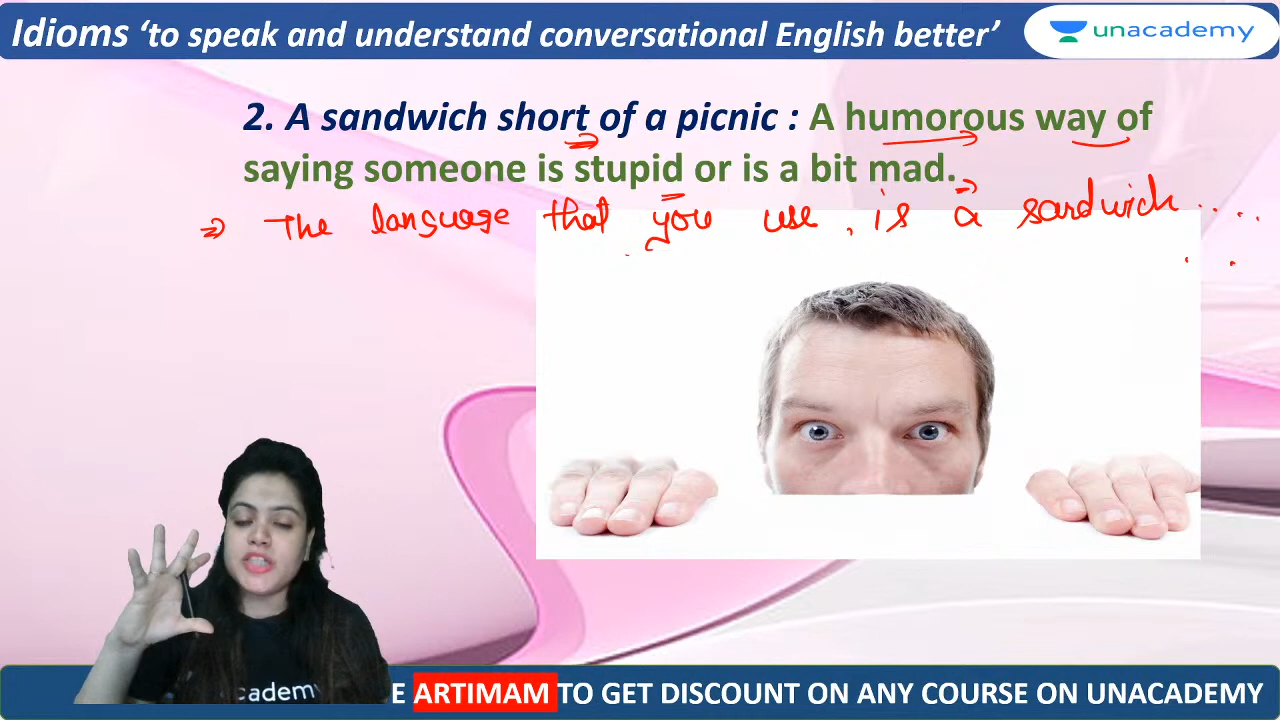 Idioms ‘to speak and understand conversational English better’
unacademy
2. A sandwich short of a picnic : A humorous way of
saying someone is stupid or is a bit mad.
⇒ The language that you use, is a sandwich....
..
ademy
E ARTIMAM TO GET DISCOUNT ON ANY COURSE ON UNACADEMY